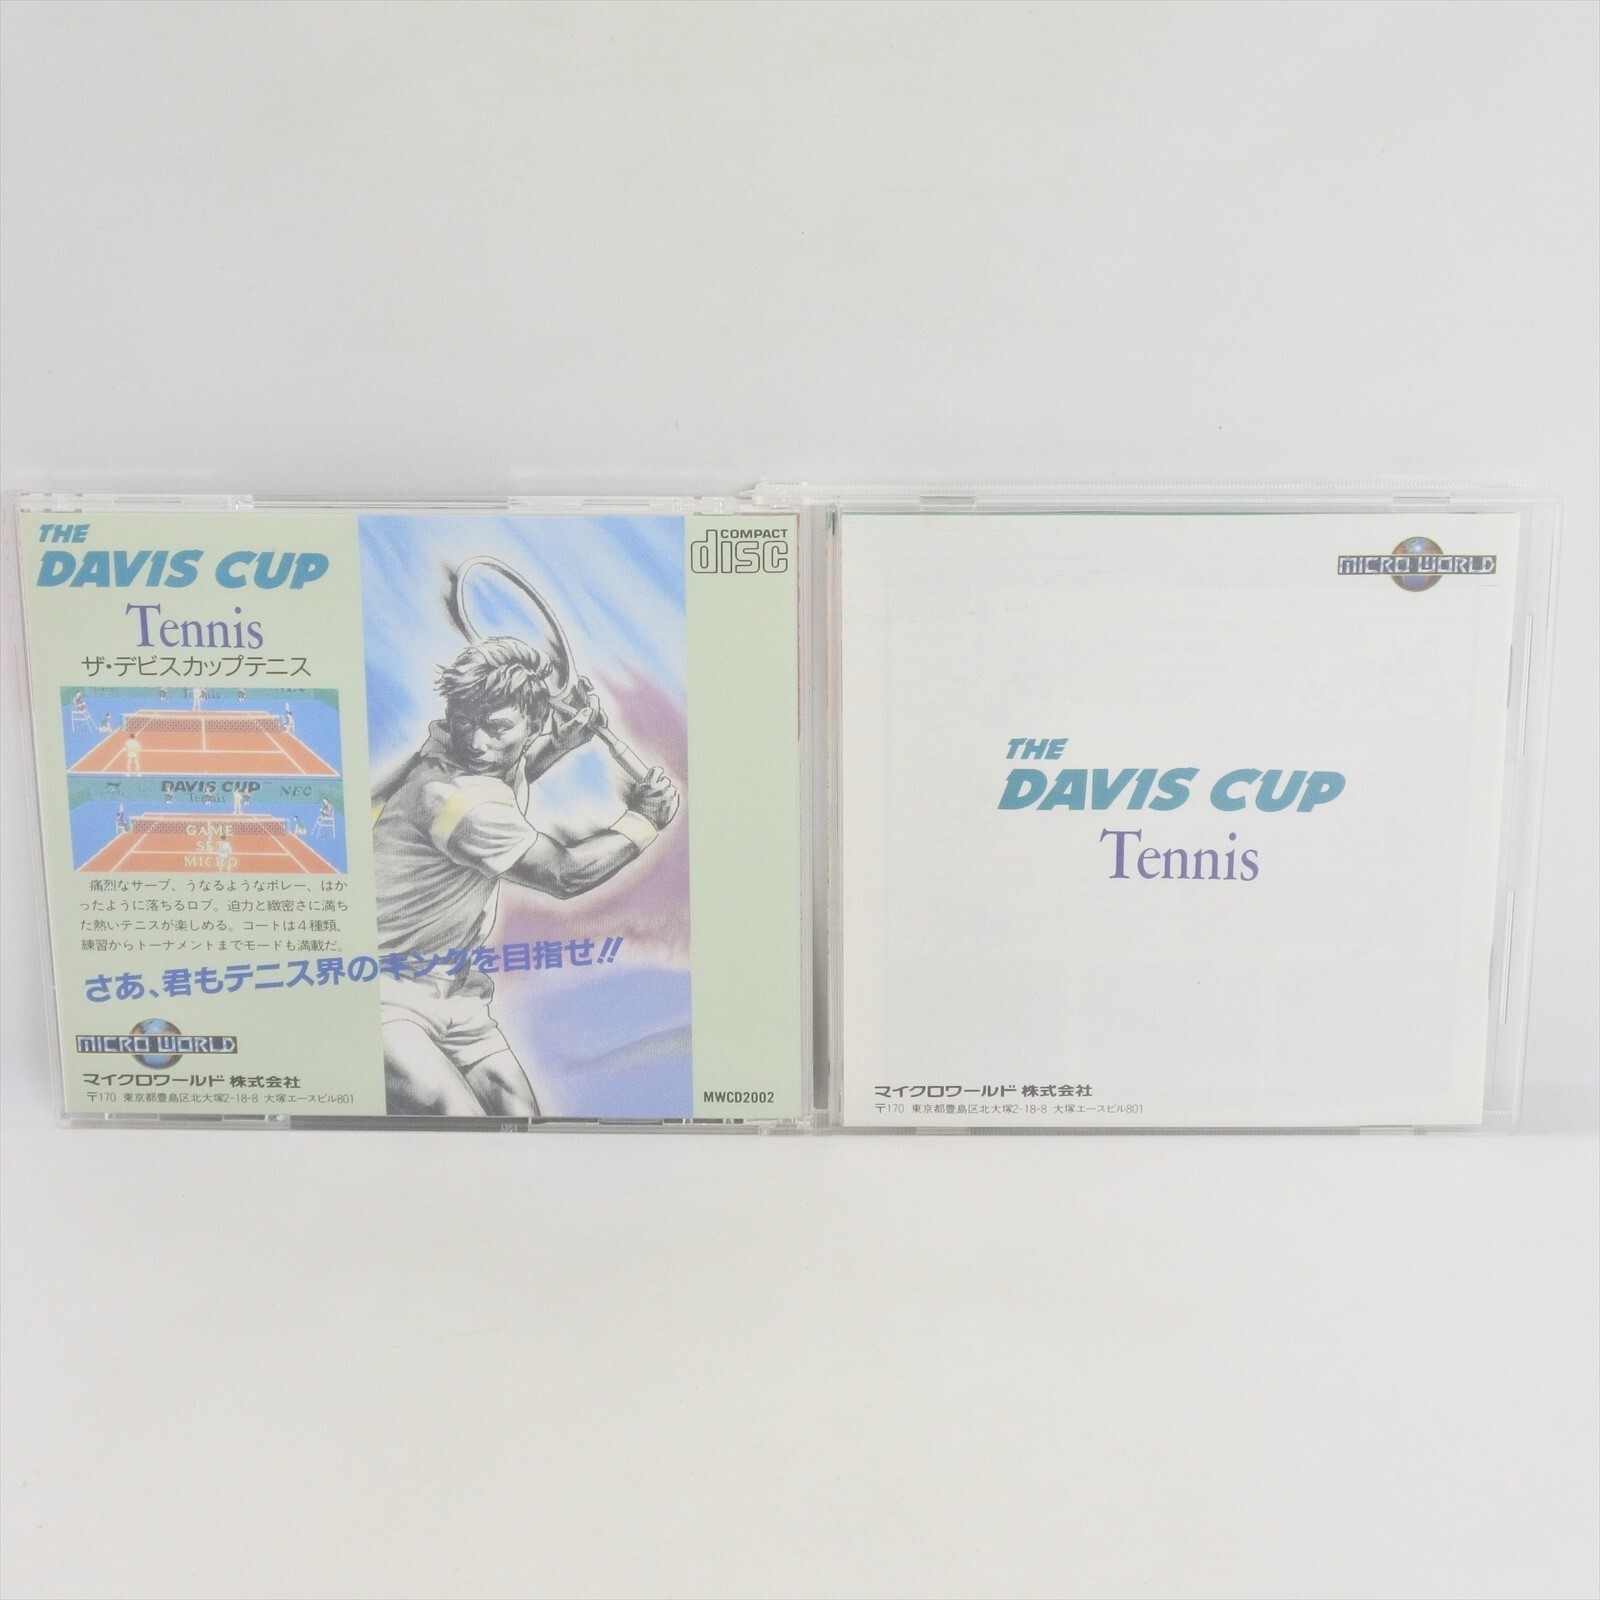 THE
DAVIS CUP
Tennis
ザ・デビスカップテニス
Tennis
DAVIS CUP™ NEC
Tennis
GAME
SET
MICRO
痛烈なサーブ、うなるようなボレー、はか
ったように落ちるロブ。迫力と緻密さに満ち
た熱いテニスが楽しめる。コートは4種類、
練習からトーナメントまでモードも満載だ。
さあ、君もテニス界のキングを目指せ!!
MICRO WORLD
マイクロワールド 株式会社
〒170 東京都豊島区北大塚2-18-8 大塚エースビル801
COMPACT
disc
MWCD2002
MICRO WORLD
THE
DAVIS CUP
Tennis
マイクロワールド 株式会社
〒170 東京都豊島区北大塚2-18-8 大塚エースビル801